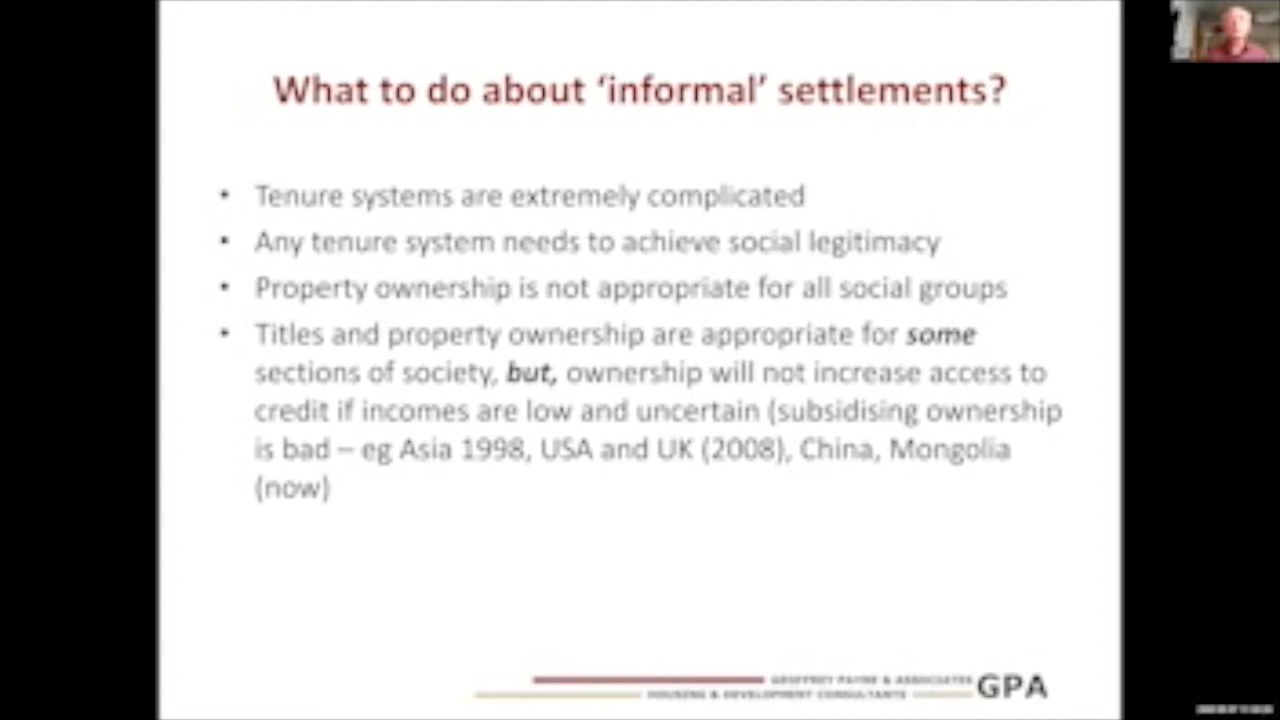 What to do about ‘informal’ settlements?
• Tenure systems are extremely complicated
• Any tenure system needs to achieve social legitimacy
• Property ownership is not appropriate for all social groups
• Titles and property ownership are appropriate for some
sections of society, but, ownership will not increase access to
credit if incomes are low and uncertain (subsidising ownership
is bad – eg Asia 1998, USA and UK (2008), China, Mongolia
(now)
GEOFFREY PAYNE & ASSOCIATES GPA
HOUSING & DEVELOPMENT CONSULTANTS